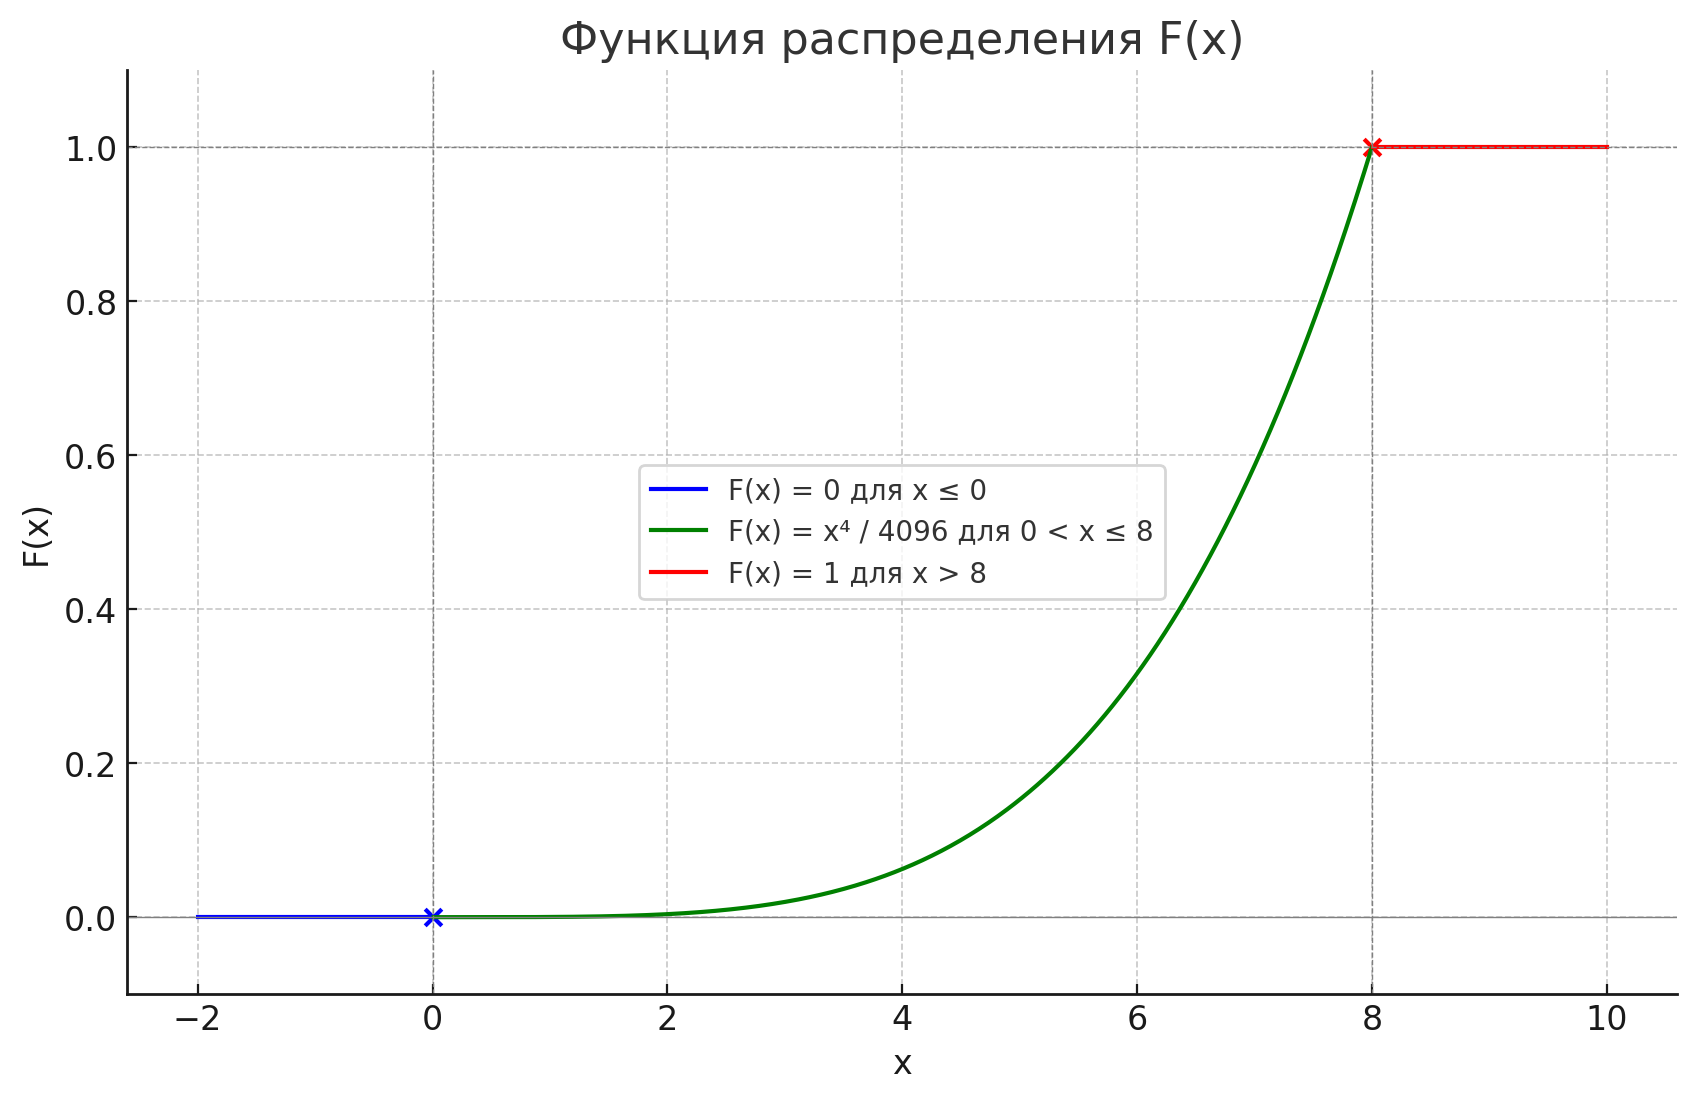 Функция распределения F(x)
1.0
0.8
0.6
0.4
0.2
0.0
F(x)
F(x) = 0 для x ≤ 0
F(x) = x⁴ / 4096 для 0 < x ≤ 8
F(x) = 1 для x > 8
−2 0 2 4 6 8 10
x